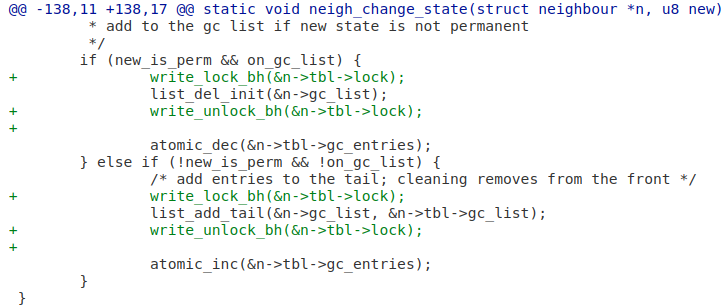 @@ -138,11 +138,17 @@ static void neigh_change_state(struct neighbour *n, u8 new)
         * add to the gc list if new state is not permanent
         */
        if (new_is_perm && on_gc_list) {
+               write_lock_bh(&n->tbl->lock);
                list_del_init(&n->gc_list);
+               write_unlock_bh(&n->tbl->lock);
+
                atomic_dec(&n->tbl->gc_entries);
        } else if (!new_is_perm && !on_gc_list) {
                /* add entries to the tail; cleaning removes from the front */
+               write_lock_bh(&n->tbl->lock);
                list_add_tail(&n->gc_list, &n->tbl->gc_list);
+               write_unlock_bh(&n->tbl->lock);
+
                atomic_inc(&n->tbl->gc_entries);
        }
 }